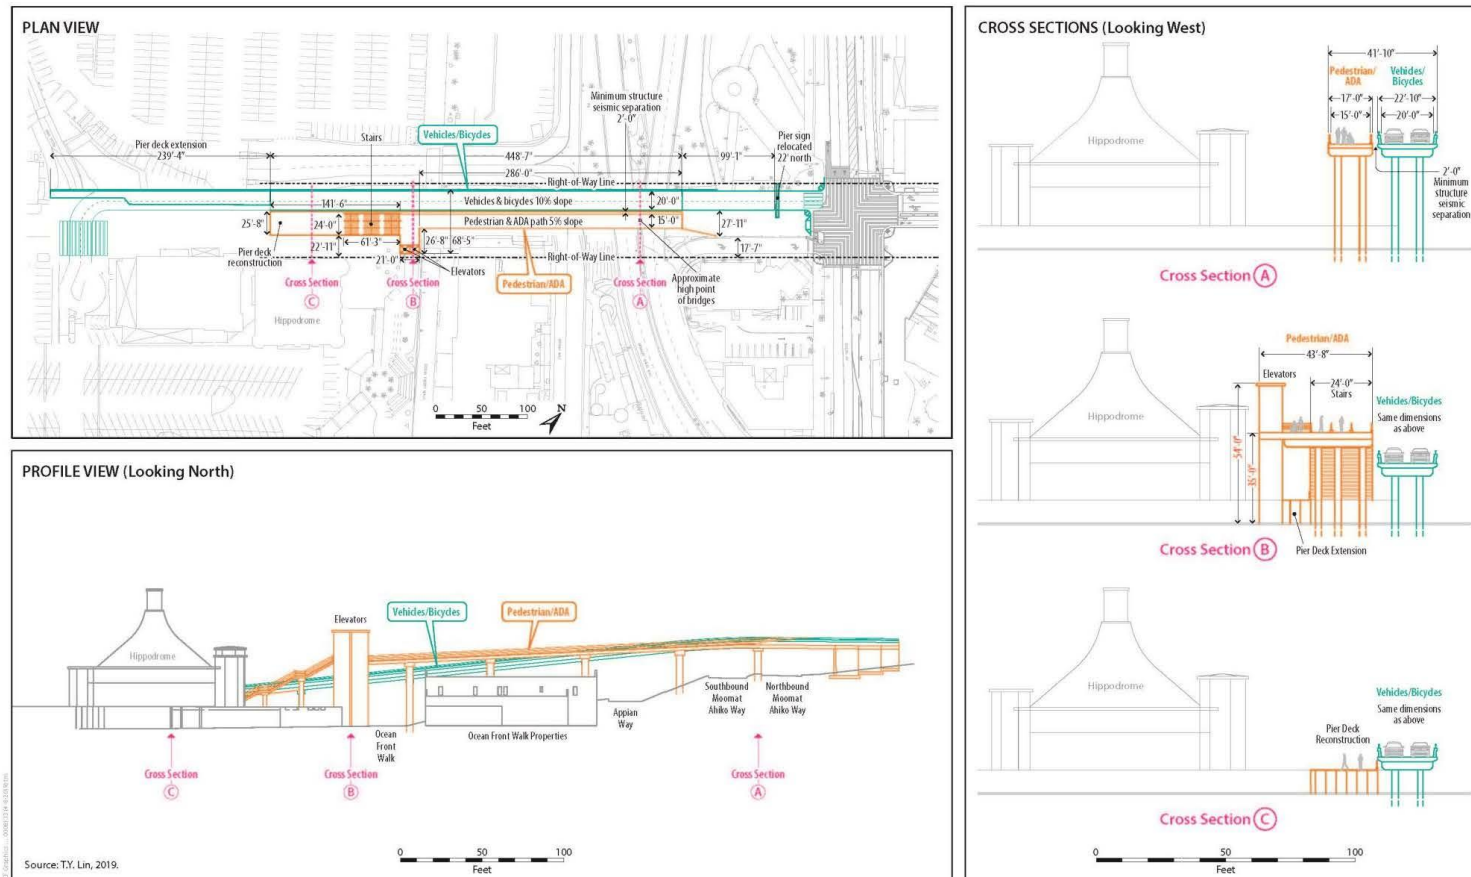 PLAN VIEW
Pier deck extension
239'-4"
Stairs
Vehicles/Bicycles
Minimum structure
seismic separation
2'-0"
Pier sign
relocated
22' north
448'-7"
99'-1"
286'-0"
Right-of-Way Line
Vehicles & bicycles 10% slope
20'-0"
141'-6"
25'-8"
24'-0"
Pedestrian & ADA path 5% slope
15'-0"
27'-11"
Pier deck
reconstruction
22'-11"
61'-3"
26'-8"
68'-5"
17'-7"
21'-0"
Elevators
Right-of-Way Line
Cross Section
C
Cross Section
B
Pedestrian/ADA
Cross Section
A
Approximate
high point
of bridges
Hippodrome
0 50 100
Feet
N
PROFILE VIEW (Looking North)
Hippodrome
Elevators
Vehicles/Bicycles
Pedestrian/ADA
Ocean
Front
Walk
Ocean Front Walk Properties
Appian
Way
Southbound
Moomat
Ahiko Way
Northbound
Moomat
Ahiko Way
Cross Section
C
Cross Section
B
Cross Section
A
0 50 100
Feet
Source: T.Y. Lin, 2019.
CROSS SECTIONS (Looking West)
41'-10"
Pedestrian/
ADA
Vehicles/
Bicycles
17'-0"
22'-10"
15'-0"
20'-0"
Hippodrome
2'-0"
Minimum
structure
seismic
separation
Cross Section A
Pedestrian/ADA
43'-8"
Elevators
24'-0"
Stairs
Vehicles/Bicycles
Same dimensions
as above
Hippodrome
54'-0"
35'-0"
Pier Deck Extension
Cross Section B
Hippodrome
Vehicles/Bicycles
Same dimensions
as above
Pier Deck
Reconstruction
Cross Section C
0 50 100
Feet